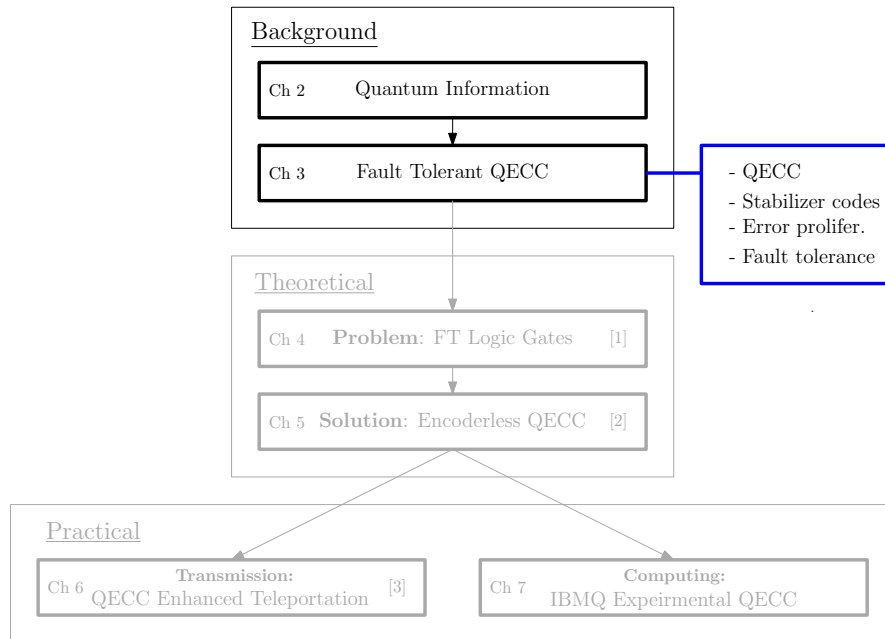 Background
Ch 2 Quantum Information
Ch 3 Fault Tolerant QECC
- QECC
- Stabilizer codes
- Error prolifer.
- Fault tolerance
.
Theoretical
Ch 4 Problem: FT Logic Gates [1]
Ch 5 Solution: Encoderless QECC [2]
Practical
Ch 6 Transmission:
QECC Enhanced Teleportation [3]
Ch 7 Computing:
IBMQ Expeirmental QECC